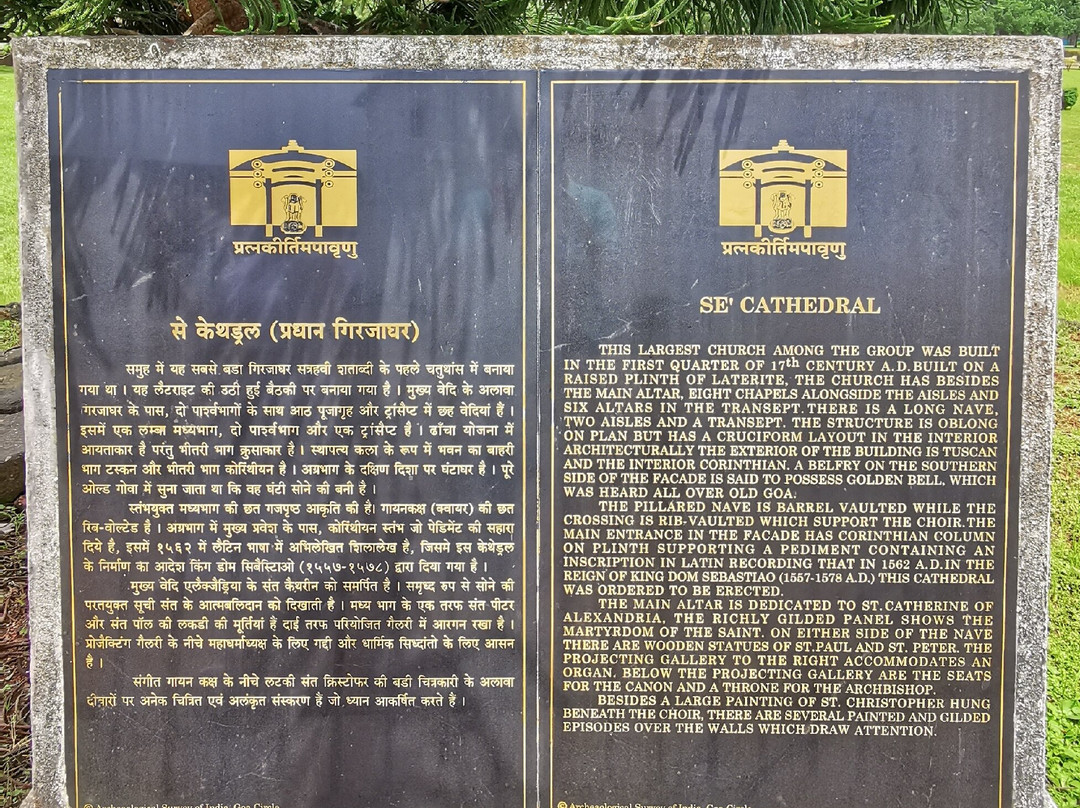 प्रत्नकीर्तिमपावृणु
से केथड्रल (प्रधान गिरजाघर)
समुह में यह सबसे बडा गिरजाघर सत्रहवी शताब्दी के पहले चतुर्थांस में बनाया
गया था । यह लैटराइट की उठी हुई बैठकी पर बनाया गया है । मुख्य वेदि के अलावा
गिरजाघर के पास, दो पार्श्वभागों के साथ आठ पूजागृह और ट्रांसैप्ट में छह वेदियां हैं ।
इसमें एक लम्बा मध्यभाग, दो पार्श्वभाग और एक ट्रांसैप्ट है । ढाँचा योजना में
आयताकार है परंतु भीतरी भाग क्रुसाकार है । स्थापत्य कला के रूप में भवन का बाहरी
भाग टस्कन और भीतरी भाग कोरिंथीयन है । अग्रभाग के दक्षिण दिशा पर घंटाघर है । पूरे
ओल्ड गोवा में सुना जाता था कि वह घंटी सोने की बनी है ।
स्तंभयुक्त मध्यभाग की छत गजपृष्ठ आकृति की है। गायनकक्ष (क्वायर) की छत
रिब-वोल्टेड है । अग्रभाग में मुख्य प्रवेश के पास, कोरिंथीयन स्तंभ जो पेडिमेंट की सहारा
दिये है, इसमें १५६२ में लैटिन भाषा में अभिलेखित शिलालेख है, जिसमे इस केथेड्रल
के निर्माण का आदेश किंग डोम सिबैस्टिओ (१५५७-१५७८) द्वारा दिया गया है ।
मुख्य वेदि एलैक्जैड्रिया के संत कैथरीन को समर्पित है । समृध्द रुप से सोने की
परतयुक्त सूची संत के आत्मबलिदान को दिखाती है । मध्य भाग के एक तरफ संत पीटर
और संत पॉल की लकडी की मूर्तियां हैं दाई तरफ परियोजित गैलरी में आरगन रखा है ।
प्रोजैक्टिंग गैलरी के नीचे महाधर्माध्यक्ष के लिए गद्दी और धार्मिक सिध्दांतो के लिए आसन
है ।
संगीत गायन कक्ष के नीचे लटकी संत क्रिस्टोफर की बडी चित्रकारी के अलावा
दीवारों पर अनेक चित्रित एवं अलंकृत संस्करण हैं जो ध्यान आकर्षित करते हैं ।
© Archaeological Survey of India, Goa Circle
प्रत्नकीर्तिमपावृणु
SE' CATHEDRAL
THIS LARGEST CHURCH AMONG THE GROUP WAS BUILT
IN THE FIRST QUARTER OF 17th CENTURY A.D. BUILT ON A
RAISED PLINTH OF LATERITE, THE CHURCH HAS BESIDES
THE MAIN ALTAR, EIGHT CHAPELS ALONGSIDE THE AISLES AND
SIX ALTARS IN THE TRANSEPT. THERE IS A LONG NAVE,
TWO AISLES AND A TRANSEPT. THE STRUCTURE IS OBLONG
ON PLAN BUT HAS A CRUCIFORM LAYOUT IN THE INTERIOR
ARCHITECTURALLY THE EXTERIOR OF THE BUILDING IS TUSCAN
AND THE INTERIOR CORINTHIAN. A BELFRY ON THE SOUTHERN
SIDE OF THE FACADE IS SAID TO POSSESS GOLDEN BELL, WHICH
WAS HEARD ALL OVER OLD GOA.
THE PILLARED NAVE IS BARREL VAULTED WHILE THE
CROSSING IS RIB-VAULTED WHICH SUPPORT THE CHOIR. THE
MAIN ENTRANCE IN THE FACADE HAS CORINTHIAN COLUMN
ON PLINTH SUPPORTING A PEDIMENT CONTAINING AN
INSCRIPTION IN LATIN RECORDING THAT IN 1562 A.D. IN THE
REIGN OF KING DOM SEBASTIAO (1557-1578 A.D.) THIS CATHEDRAL
WAS ORDERED TO BE ERECTED.
THE MAIN ALTAR IS DEDICATED TO ST. CATHERINE OF
ALEXANDRIA, THE RICHLY GILDED PANEL SHOWS THE
MARTYRDOM OF THE SAINT. ON EITHER SIDE OF THE NAVE
THERE ARE WOODEN STATUES OF ST. PAUL AND ST. PETER. THE
PROJECTING GALLERY TO THE RIGHT ACCOMMODATES AN
ORGAN. BELOW THE PROJECTING GALLERY ARE THE SEATS
FOR THE CANON AND A THRONE FOR THE ARCHBISHOP.
BESIDES A LARGE PAINTING OF ST. CHRISTOPHER HUNG
BENEATH THE CHOIR, THERE ARE SEVERAL PAINTED AND GILDED
EPISODES OVER THE WALLS WHICH DRAW ATTENTION.
© Archaeological Survey of India, Goa Circle